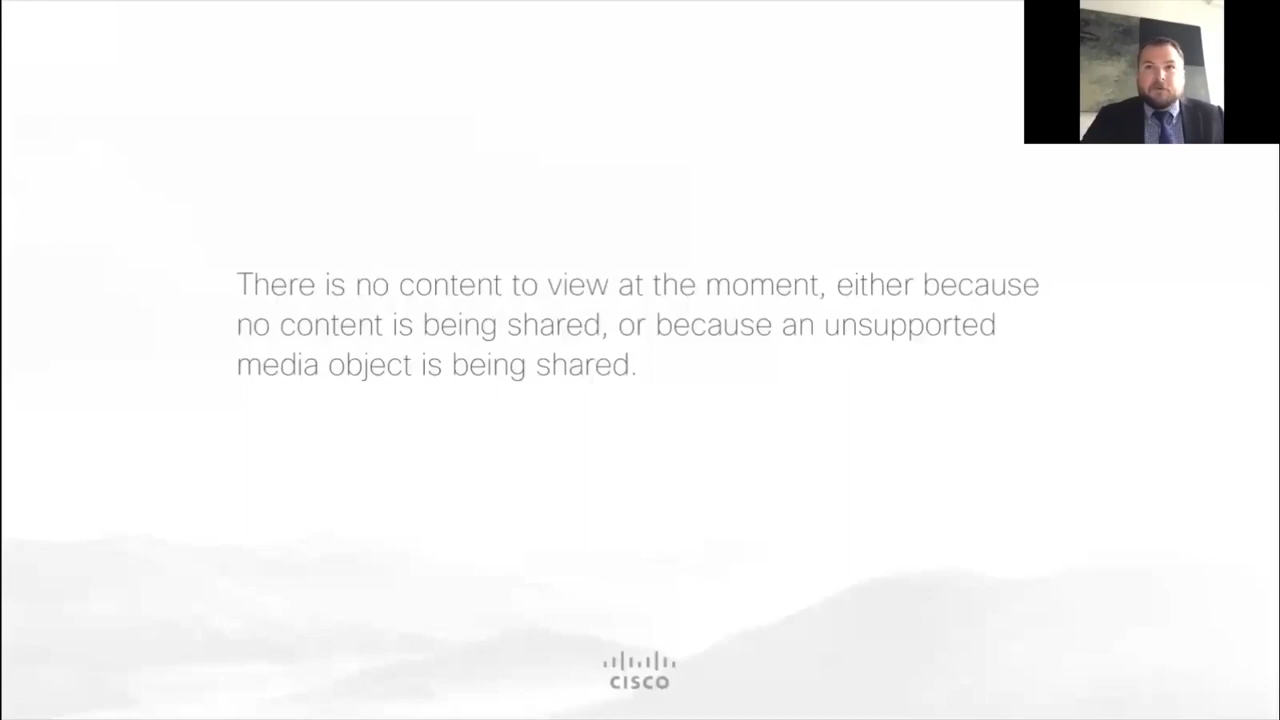 There is no content to view at the moment, either because
no content is being shared, or because an unsupported
media object is being shared.
CISCO